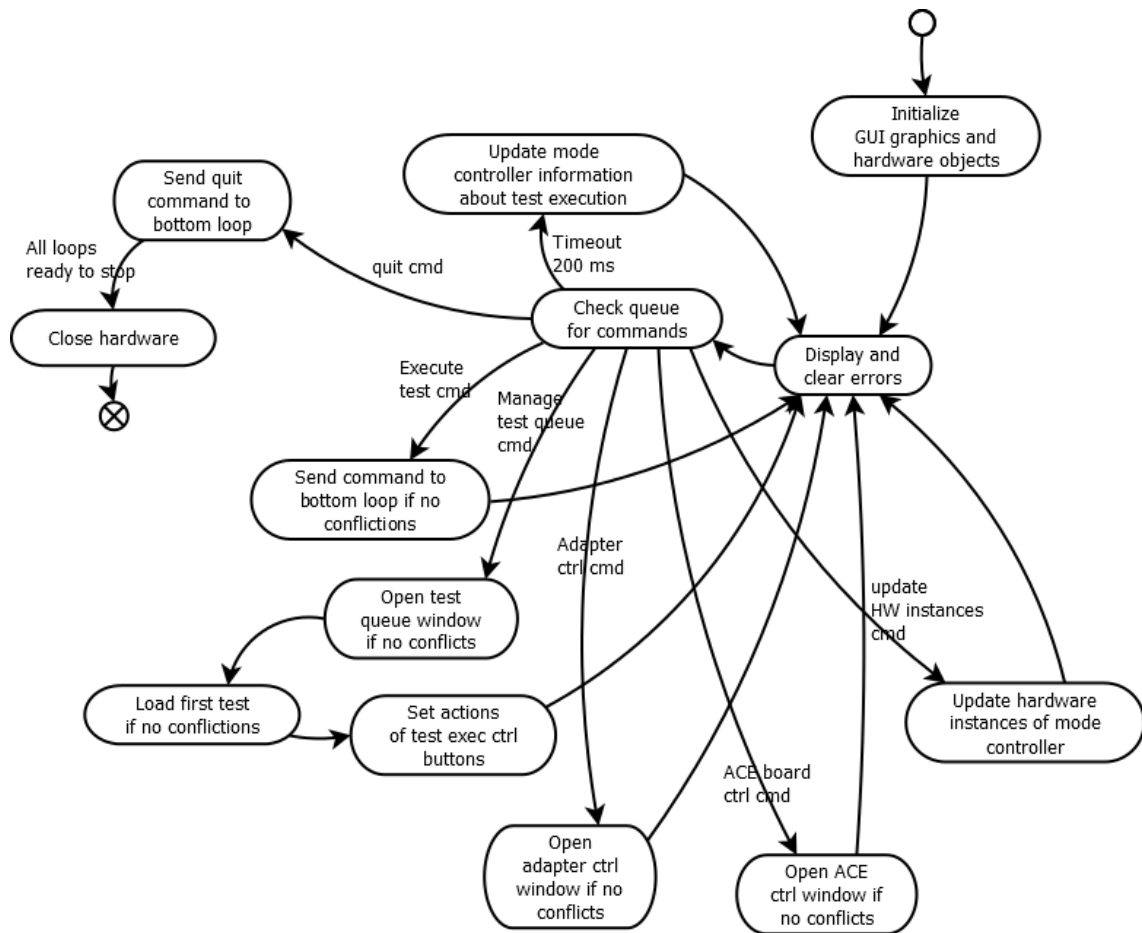 Initialize
GUI graphics and
hardware objects
Update mode
controller information
about test execution
Send quit
command to
bottom loop
All loops
ready to stop
quit cmd
Timeout
200 ms
Check queue
for commands
Close hardware
Display and
clear errors
Execute
test cmd
Manage
test queue
cmd
Send command to
bottom loop if no
conflictions
Adapter
ctrl cmd
Open test
queue window
if no conflicts
update
HW instances
cmd
Load first test
if no conflictions
Set actions
of test exec ctrl
buttons
Update hardware
instances of mode
controller
ACE board
ctrl cmd
Open
adapter ctrl
window if no
conflicts
Open ACE
ctrl window if
no conflicts